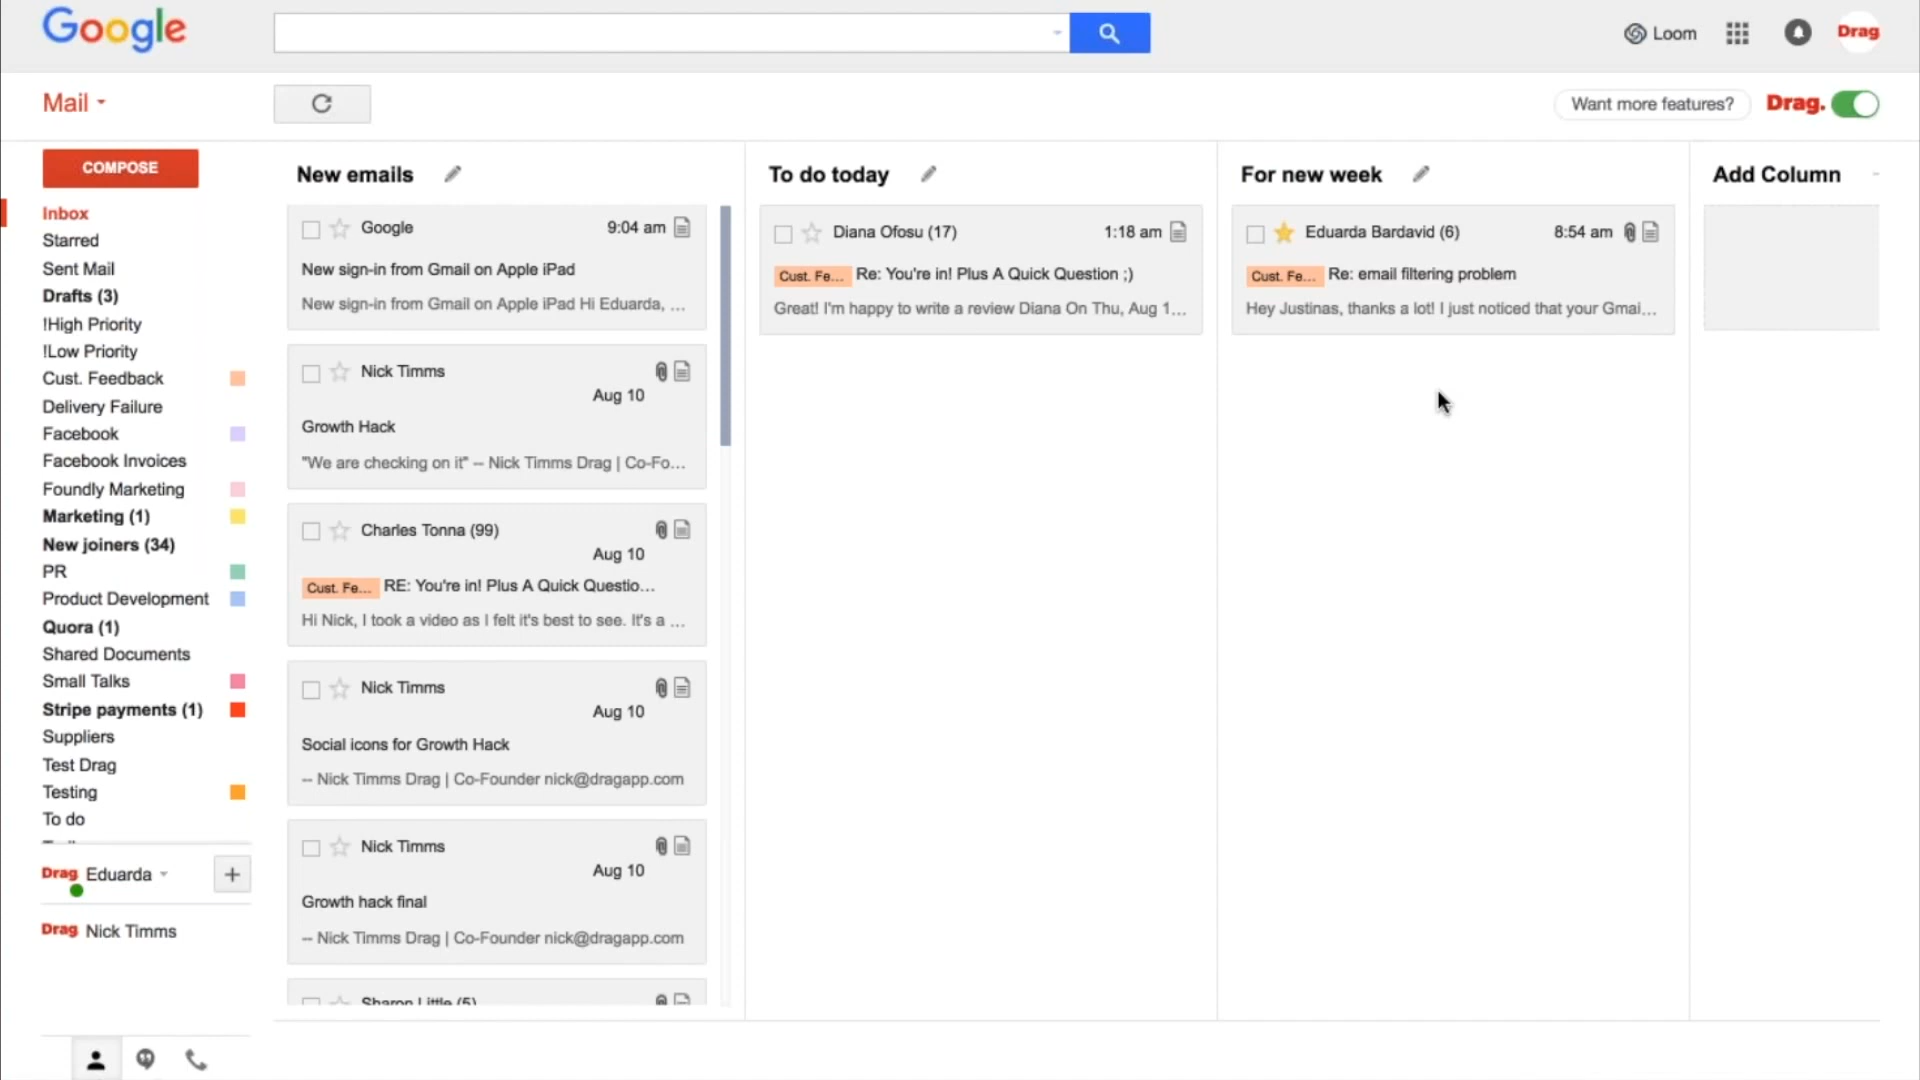 Google
Loom
Drag
Mail
Want more features?
Drag.
COMPOSE
Inbox
Starred
Sent Mail
Drafts (3)
!High Priority
!Low Priority
Cust. Feedback
Delivery Failure
Facebook
Facebook Invoices
Foundly Marketing
Marketing (1)
New joiners (34)
PR
Product Development
Quora (1)
Shared Documents
Small Talks
Stripe payments (1)
Suppliers
Test Drag
Testing
To do
Drag Eduarda
+
Drag Nick Timms
New emails
Google 9:04 am
New sign-in from Gmail on Apple iPad
New sign-in from Gmail on Apple iPad Hi Eduarda, ...
Nick Timms
Aug 10
Growth Hack
"We are checking on it" -- Nick Timms Drag | Co-Fo...
Charles Tonna (99)
Aug 10
Cust. Fe... RE: You're in! Plus A Quick Questio...
Hi Nick, I took a video as I felt it's best to see. It's a ...
Nick Timms
Aug 10
Social icons for Growth Hack
-- Nick Timms Drag | Co-Founder nick@dragapp.com
Nick Timms
Aug 10
Growth hack final
-- Nick Timms Drag | Co-Founder nick@dragapp.com
Sharon Little (5)
To do today
Diana Ofosu (17) 1:18 am
Cust. Fe... Re: You're in! Plus A Quick Question ;)
Great! I'm happy to write a review Diana On Thu, Aug 1...
For new week
Eduarda Bardavid (6) 8:54 am
Cust. Fe... Re: email filtering problem
Hey Justinas, thanks a lot! I just noticed that your Gmai...
Add Column